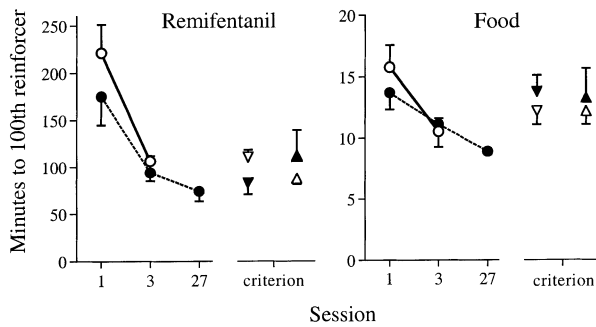 Remifentanil
Food
Minutes to 100th reinforcer
250
200
150
100
50
0
20
15
10
5
0
1 3 27 criterion
1 3 27 criterion
Session